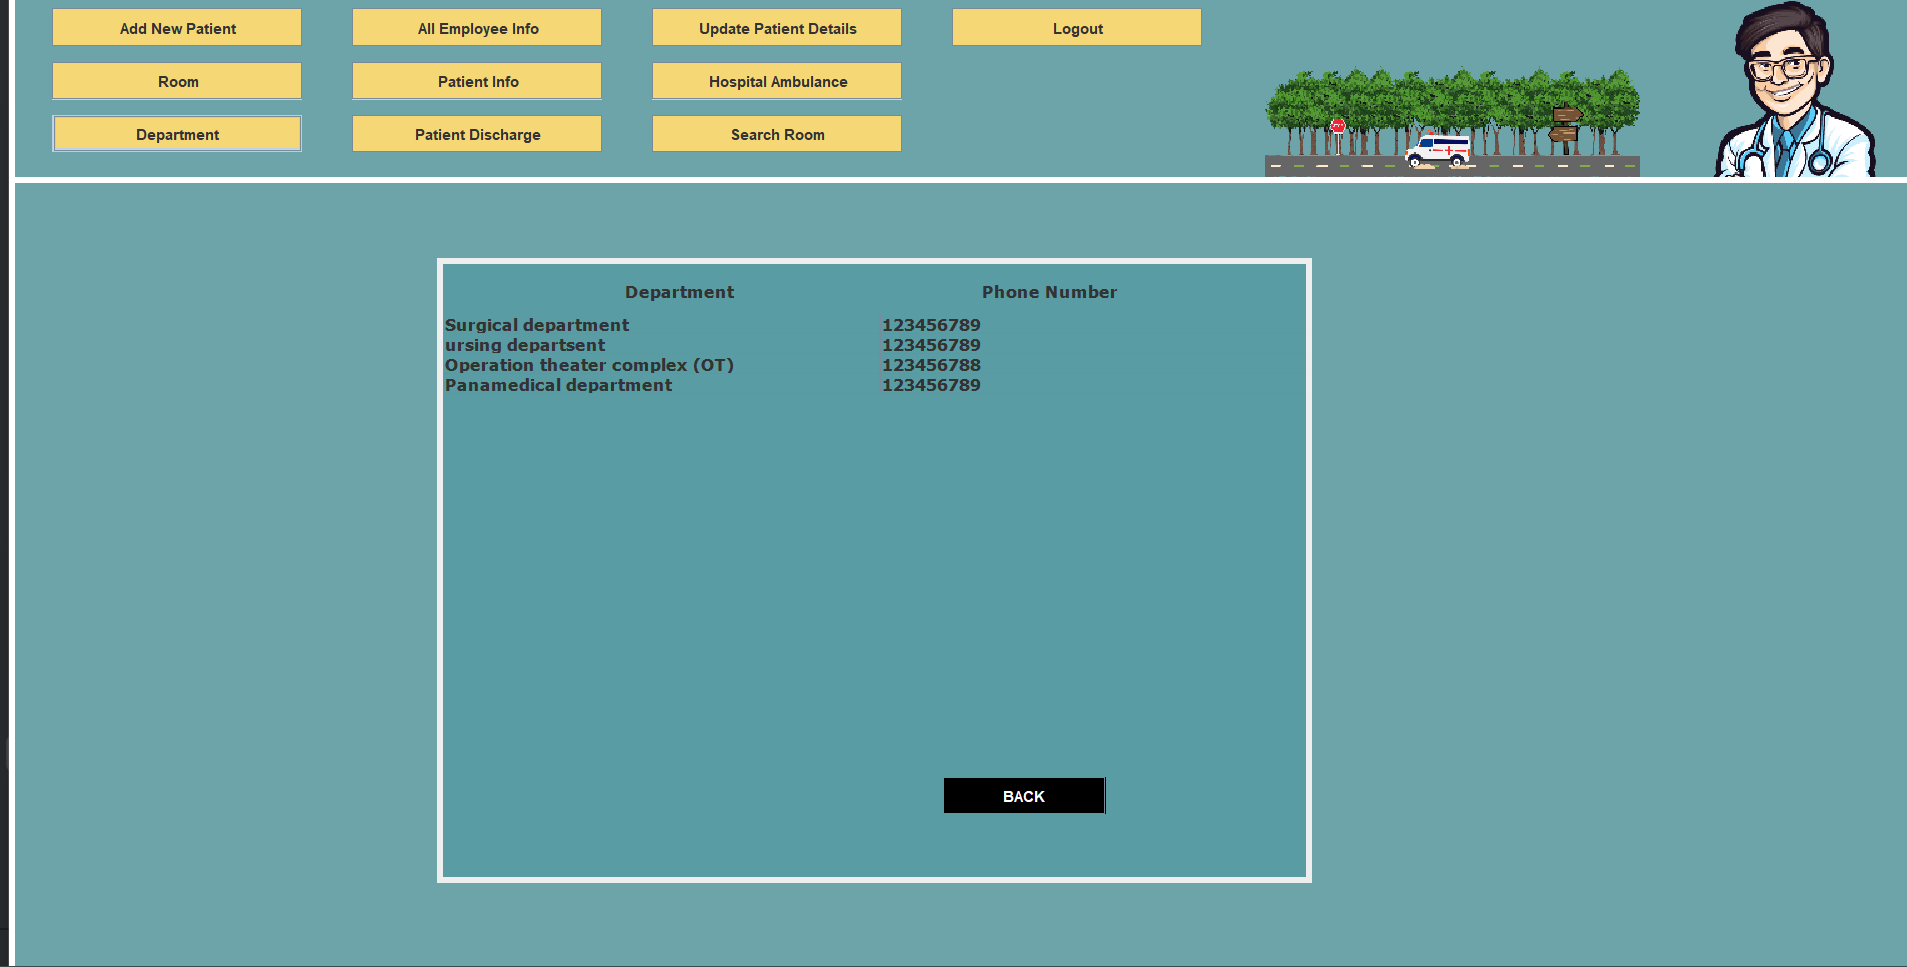 Add New Patient All Employee Info Update Patient Details Logout
Room Patient Info Hospital Ambulance
Department Patient Discharge Search Room
Department Phone Number
Surgical department 123456789
ursing departsent 123456789
Operation theater complex (OT) 123456788
Panamedical department 123456789
BACK